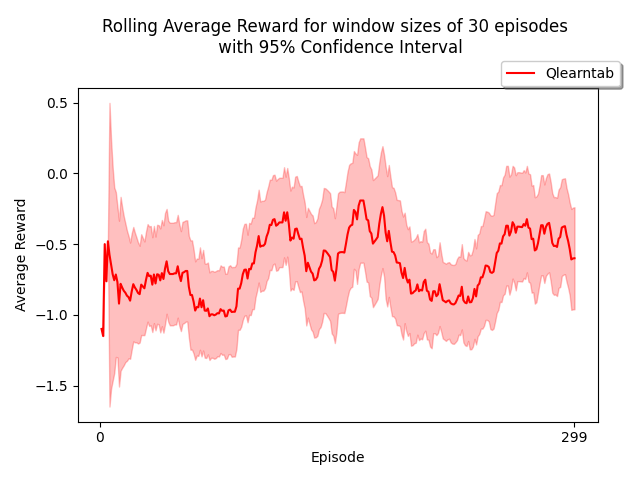 Rolling Average Reward for window sizes of 30 episodes
with 95% Confidence Interval
Qlearntab
0.5
0.0
−0.5
−1.0
−1.5
Average Reward
0 299
Episode